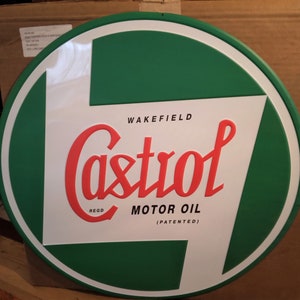 WAKEFIELD
Castrol
REGD MOTOR OIL
(PATENTED)